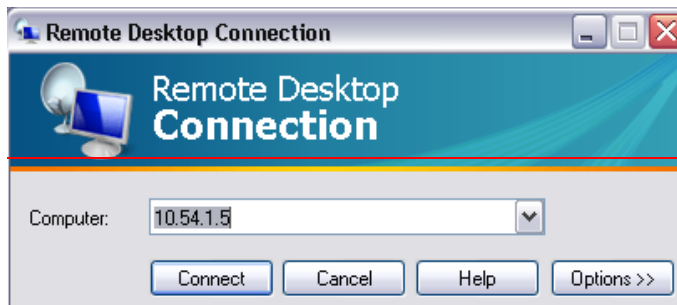 Remote Desktop Connection
Remote Desktop
Connection
Computer: 10.54.1.5
Connect Cancel Help Options >>